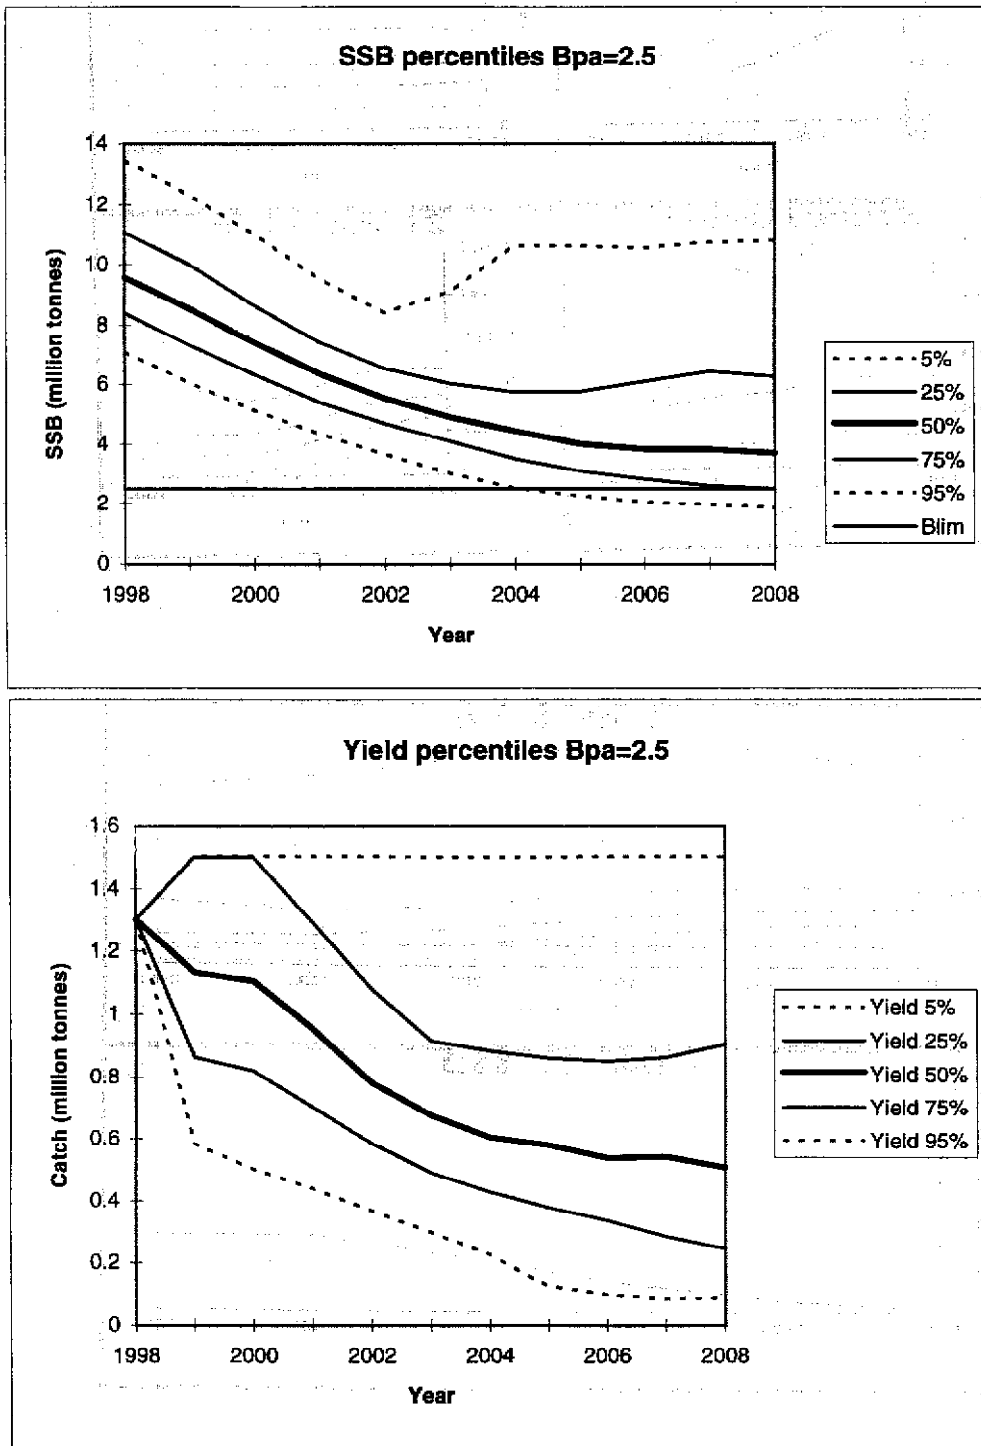 SSB percentiles Bpa=2.5
SSB (million tonnes)
14
12
10
8
6
4
2
0
1998 2000 2002 2004 2006 2008
Year
5%
25%
50%
75%
95%
Blim
Yield percentiles Bpa=2.5
Catch (million tonnes)
1.6
1.4
1.2
1
0.8
0.6
0.4
0.2
0
1998 2000 2002 2004 2006 2008
Year
Yield 5%
Yield 25%
Yield 50%
Yield 75%
Yield 95%